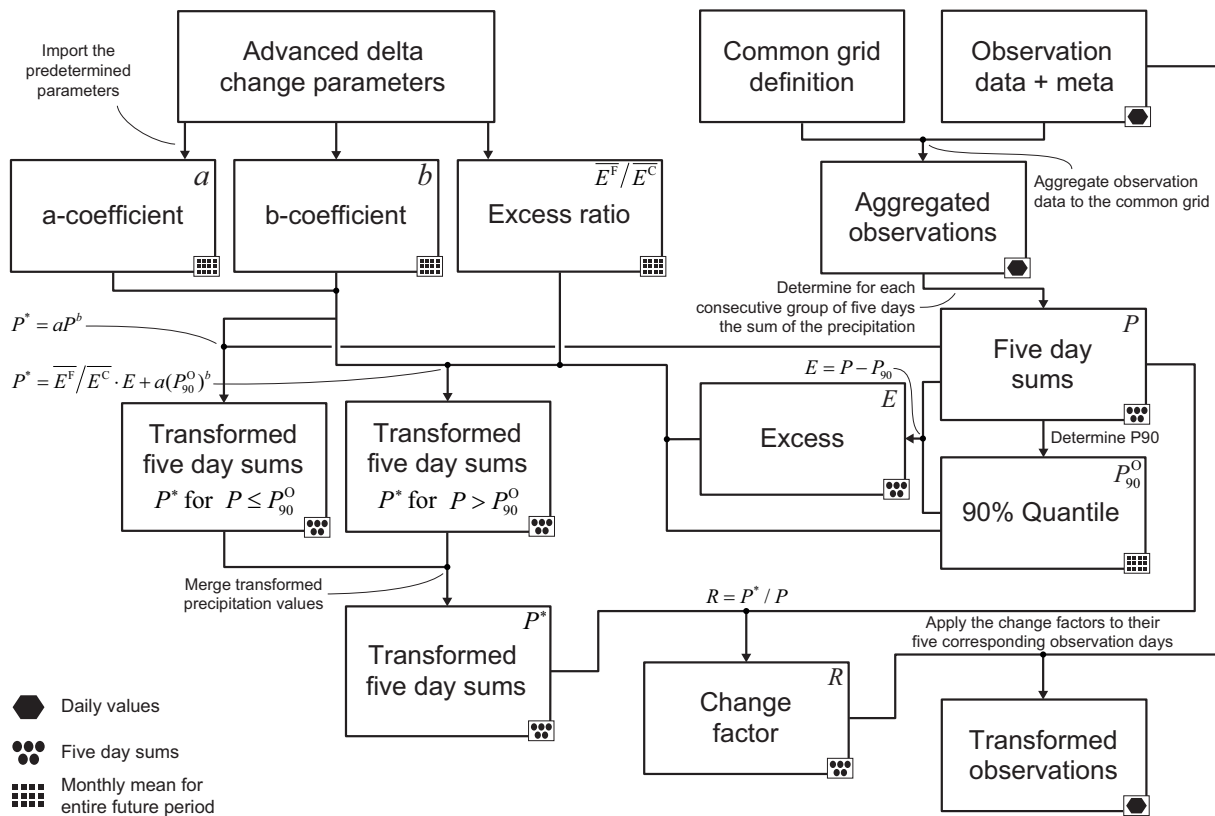 Import the
predetermined
parameters
Advanced delta
change parameters
Common grid
definition
Observation
data + meta
a
a-coefficient
b
b-coefficient
E^F / E^C
Excess ratio
Aggregated
observations
Aggregate observation
data to the common grid
Determine for each
consecutive group of five days
the sum of the precipitation
P* = aP^b
P* = E^F / E^C · E + a(P_90^O)^b
P
Five day
sums
E = P − P_90
E
Excess
Determine P90
P_90^O
90% Quantile
Transformed
five day sums
P* for P ≤ P_90^O
Transformed
five day sums
P* for P > P_90^O
Merge transformed
precipitation values
P*
Transformed
five day sums
R = P* / P
R
Change
factor
Apply the change factors to their
five corresponding observation days
Transformed
observations
Daily values
Five day sums
Monthly mean for
entire future period